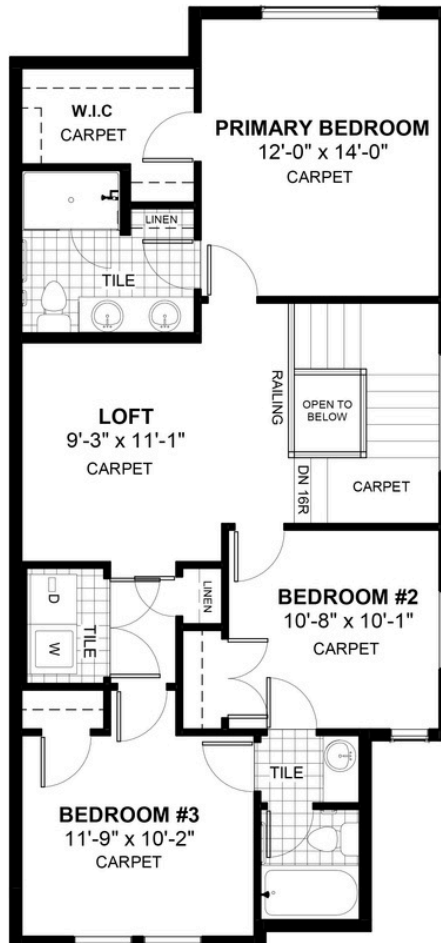 W.I.C
CARPET
PRIMARY BEDROOM
12'-0" x 14'-0"
CARPET
LINEN
TILE
LOFT
9'-3" x 11'-1"
CARPET
RAILING
OPEN TO
BELOW
DN 16R
CARPET
D
W
TILE
LINEN
BEDROOM #2
10'-8" x 10'-1"
CARPET
TILE
BEDROOM #3
11'-9" x 10'-2"
CARPET